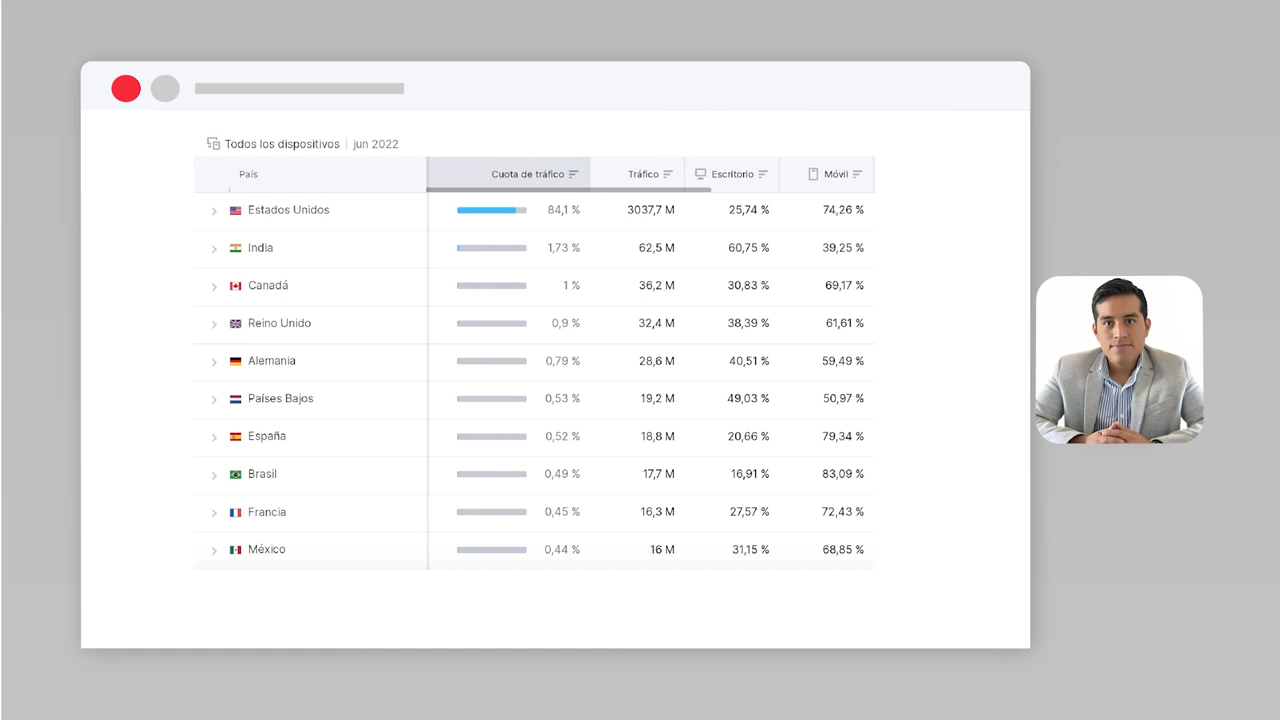 Todos los dispositivos | jun 2022
País Cuota de tráfico Tráfico Escritorio Móvil
Estados Unidos 84,1 % 3037,7 M 25,74 % 74,26 %
India 1,73 % 62,5 M 60,75 % 39,25 %
Canadá 1 % 36,2 M 30,83 % 69,17 %
Reino Unido 0,9 % 32,4 M 38,39 % 61,61 %
Alemania 0,79 % 28,6 M 40,51 % 59,49 %
Países Bajos 0,53 % 19,2 M 49,03 % 50,97 %
España 0,52 % 18,8 M 20,66 % 79,34 %
Brasil 0,49 % 17,7 M 16,91 % 83,09 %
Francia 0,45 % 16,3 M 27,57 % 72,43 %
México 0,44 % 16 M 31,15 % 68,85 %